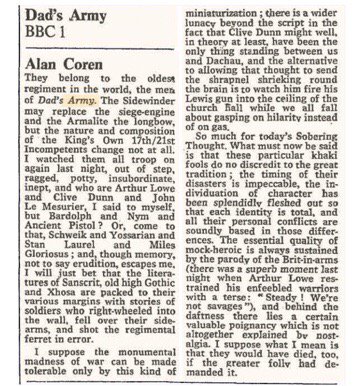 Dad's Army
BBC 1
Alan Coren
They belong to the oldest
regiment in the world, the men
of Dad's Army. The Sidewinder
may replace the siege-engine
and the Armalite the longbow,
but the nature and composition
of the King's Own 17th/21st
Incompetents change not at all.
I watched them all troop on
again last night, out of step,
ragged, potty, insubordinate,
inept, and who are Arthur Lowe
and Clive Dunn and John
Le Mesurier, I said to myself,
but Bardolph and Nym and
Ancient Pistol? Or, come to
that, Schweik and Yossarian and
Stan Laurel and Miles
Gloriosus; and, though memory,
not to say erudition, escapes me,
I will just bet that the litera-
tures of Sanscrit, old high Gothic
and Xhosa are packed to their
various margins with stories of
soldiers who right-wheeled into
the wall, fell over their side-
arms, and shot the regimental
ferret in error.
I suppose the monumental
madness of war can be made
tolerable only by this kind of
miniaturization; there is a wider
lunacy beyond the script in the
fact that Clive Dunn might well,
in theory at least, have been the
only thing standing between us
and Dachau, and the alternative
to allowing that thought to send
the shrapnel shrieking round
the brain is to watch him fire his
Lewis gun into the ceiling of the
church hall while we all fall
about gasping on hilarity instead
of on gas.
So much for today's Sobering
Thought. What must now be said
is that these particular khaki
fools do no discredit to the great
tradition; the timing of their
disasters is impeccable, the in-
dividuation of character has
been splendidly fleshed out so
that each identity is total, and
all their personal conflicts are
soundly based in those differ-
ences. The essential quality of
mock-heroic is always sustained
by the parody of the Brit-in-arms
(there was a superb moment last
night when Arthur Lowe res-
trained his enfeebled warriors
with a terse: "Steady! We're
not savages"), and behind the
daftness there lies a certain
valuable poignancy which is not
altogether explained by nost-
algia. I suppose what I mean is
that they would have died, too,
if the greater folly had de-
manded it.